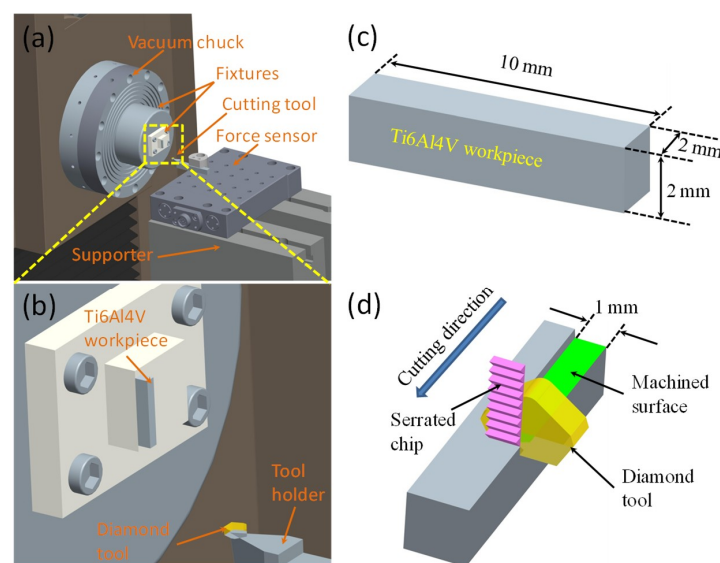 (a)
Vacuum chuck
Fixtures
Cutting tool
Force sensor
Supporter
(b)
Ti6Al4V
workpiece
Tool
holder
Diamond
tool
(c)
10 mm
2 mm
2 mm
Ti6Al4V workpiece
(d)
1 mm
Cutting direction
Serrated
chip
Machined
surface
Diamond
tool